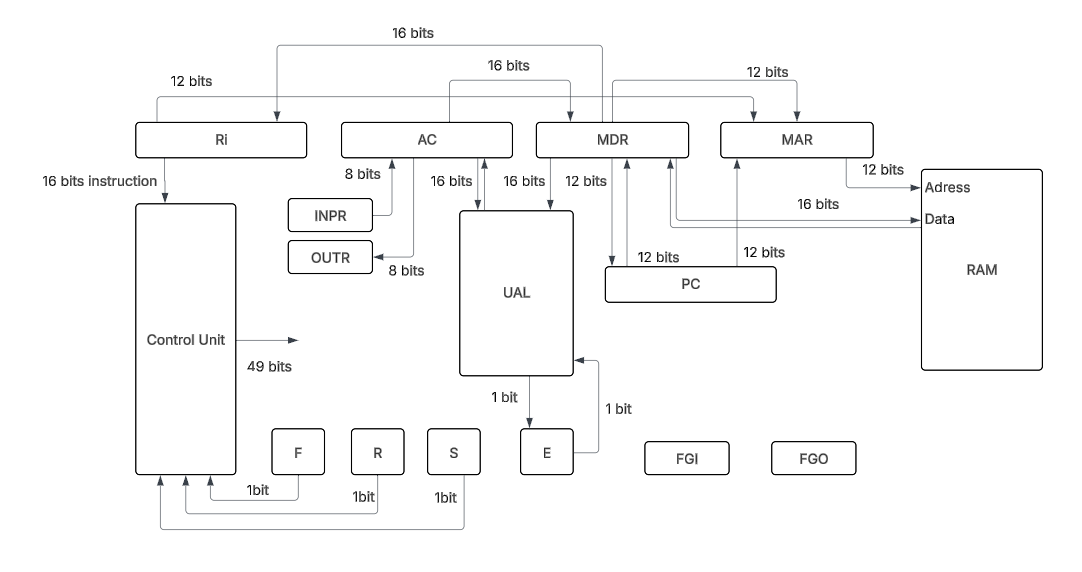 16 bits
16 bits
12 bits
12 bits
Ri
AC
MDR
MAR
16 bits instruction
8 bits
16 bits
16 bits
12 bits
12 bits
Adress
16 bits
Data
INPR
OUTR
8 bits
12 bits
12 bits
RAM
PC
UAL
Control Unit
49 bits
1 bit
1 bit
F
R
S
E
FGI
FGO
1bit
1bit
1bit